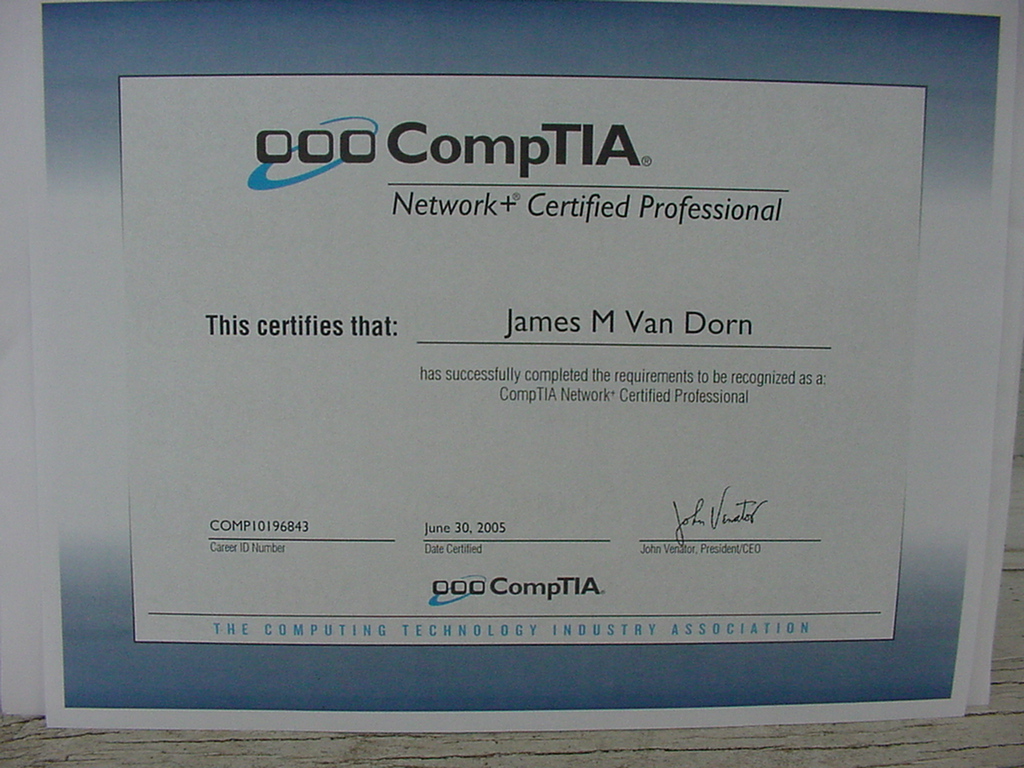 CompTIA®
Network+® Certified Professional
This certifies that: James M Van Dorn
has successfully completed the requirements to be recognized as a:
CompTIA Network+ Certified Professional
John Venator
COMP10196843 June 30, 2005
Career ID Number Date Certified John Venator, President/CEO
CompTIA®
THE COMPUTING TECHNOLOGY INDUSTRY ASSOCIATION